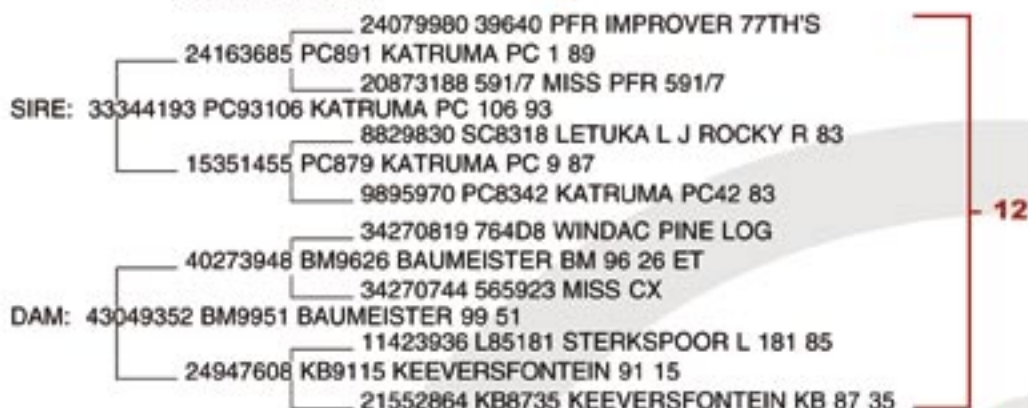 24079980 39640 PFR IMPROVER 77TH'S
24163685 PC891 KATRUMA PC 1 89
20873188 591/7 MISS PFR 591/7
SIRE: 33344193 PC93106 KATRUMA PC 106 93
8829830 SC8318 LETUKA L J ROCKY R 83
15351455 PC879 KATRUMA PC 9 87
9895970 PC8342 KATRUMA PC42 83
12
34270819 764D8 WINDAC PINE LOG
40273948 BM9626 BAUMEISTER BM 96 26 ET
34270744 565923 MISS CX
DAM: 43049352 BM9951 BAUMEISTER 99 51
11423936 L85181 STERKSPOOR L 181 85
24947608 KB9115 KEEVERSFONTEIN 91 15
21552864 KB8735 KEEVERSFONTEIN KB 87 35